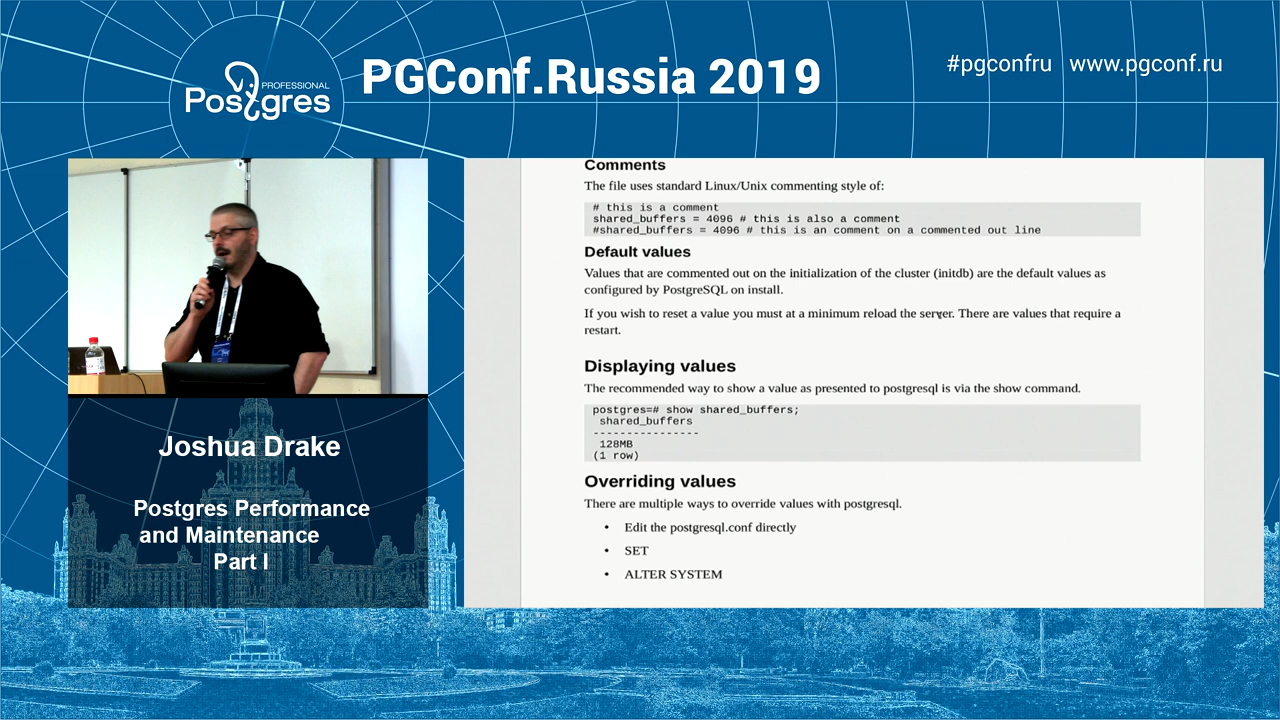 PROFESSIONAL
Postgres
PGConf.Russia 2019
#pgconfru www.pgconf.ru
Comments
The file uses standard Linux/Unix commenting style of:
# this is a comment
shared_buffers = 4096 # this is also a comment
#shared_buffers = 4096 # this is an comment on a commented out line
Default values
Values that are commented out on the initialization of the cluster (initdb) are the default values as
configured by PostgreSQL on install.
If you wish to reset a value you must at a minimum reload the server. There are values that require a
restart.
Displaying values
The recommended way to show a value as presented to postgresql is via the show command.
postgres=# show shared_buffers;
shared_buffers
----------------
128MB
(1 row)
Overriding values
There are multiple ways to override values with postgresql.
• Edit the postgresql.conf directly
• SET
• ALTER SYSTEM
Joshua Drake
Postgres Performance
and Maintenance
Part I